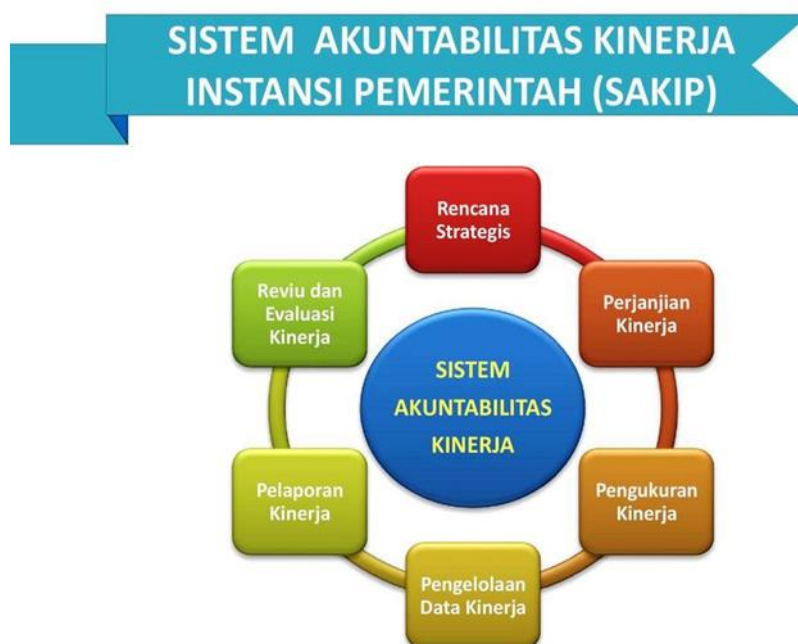 SISTEM AKUNTABILITAS KINERJA
INSTANSI PEMERINTAH (SAKIP)
Rencana
Strategis
Perjanjian
Kinerja
Pengukuran
Kinerja
Pengelolaan
Data Kinerja
Pelaporan
Kinerja
Reviu dan
Evaluasi
Kinerja
SISTEM
AKUNTABILITAS
KINERJA